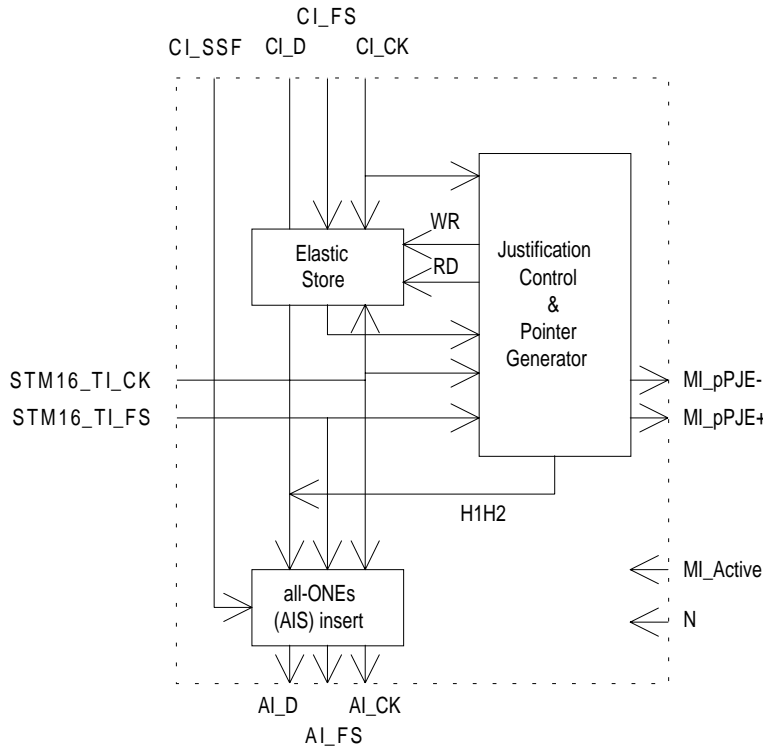 CI_FS
CI_SSF CI_D CI_CK
WR
Elastic
Store
RD
Justification
Control
&
Pointer
Generator
STM16_TI_CK
MI_pPJE-
STM16_TI_FS
MI_pPJE+
H1H2
all-ONEs
(AIS) insert
MI_Active
N
AI_D AI_CK
AI_FS